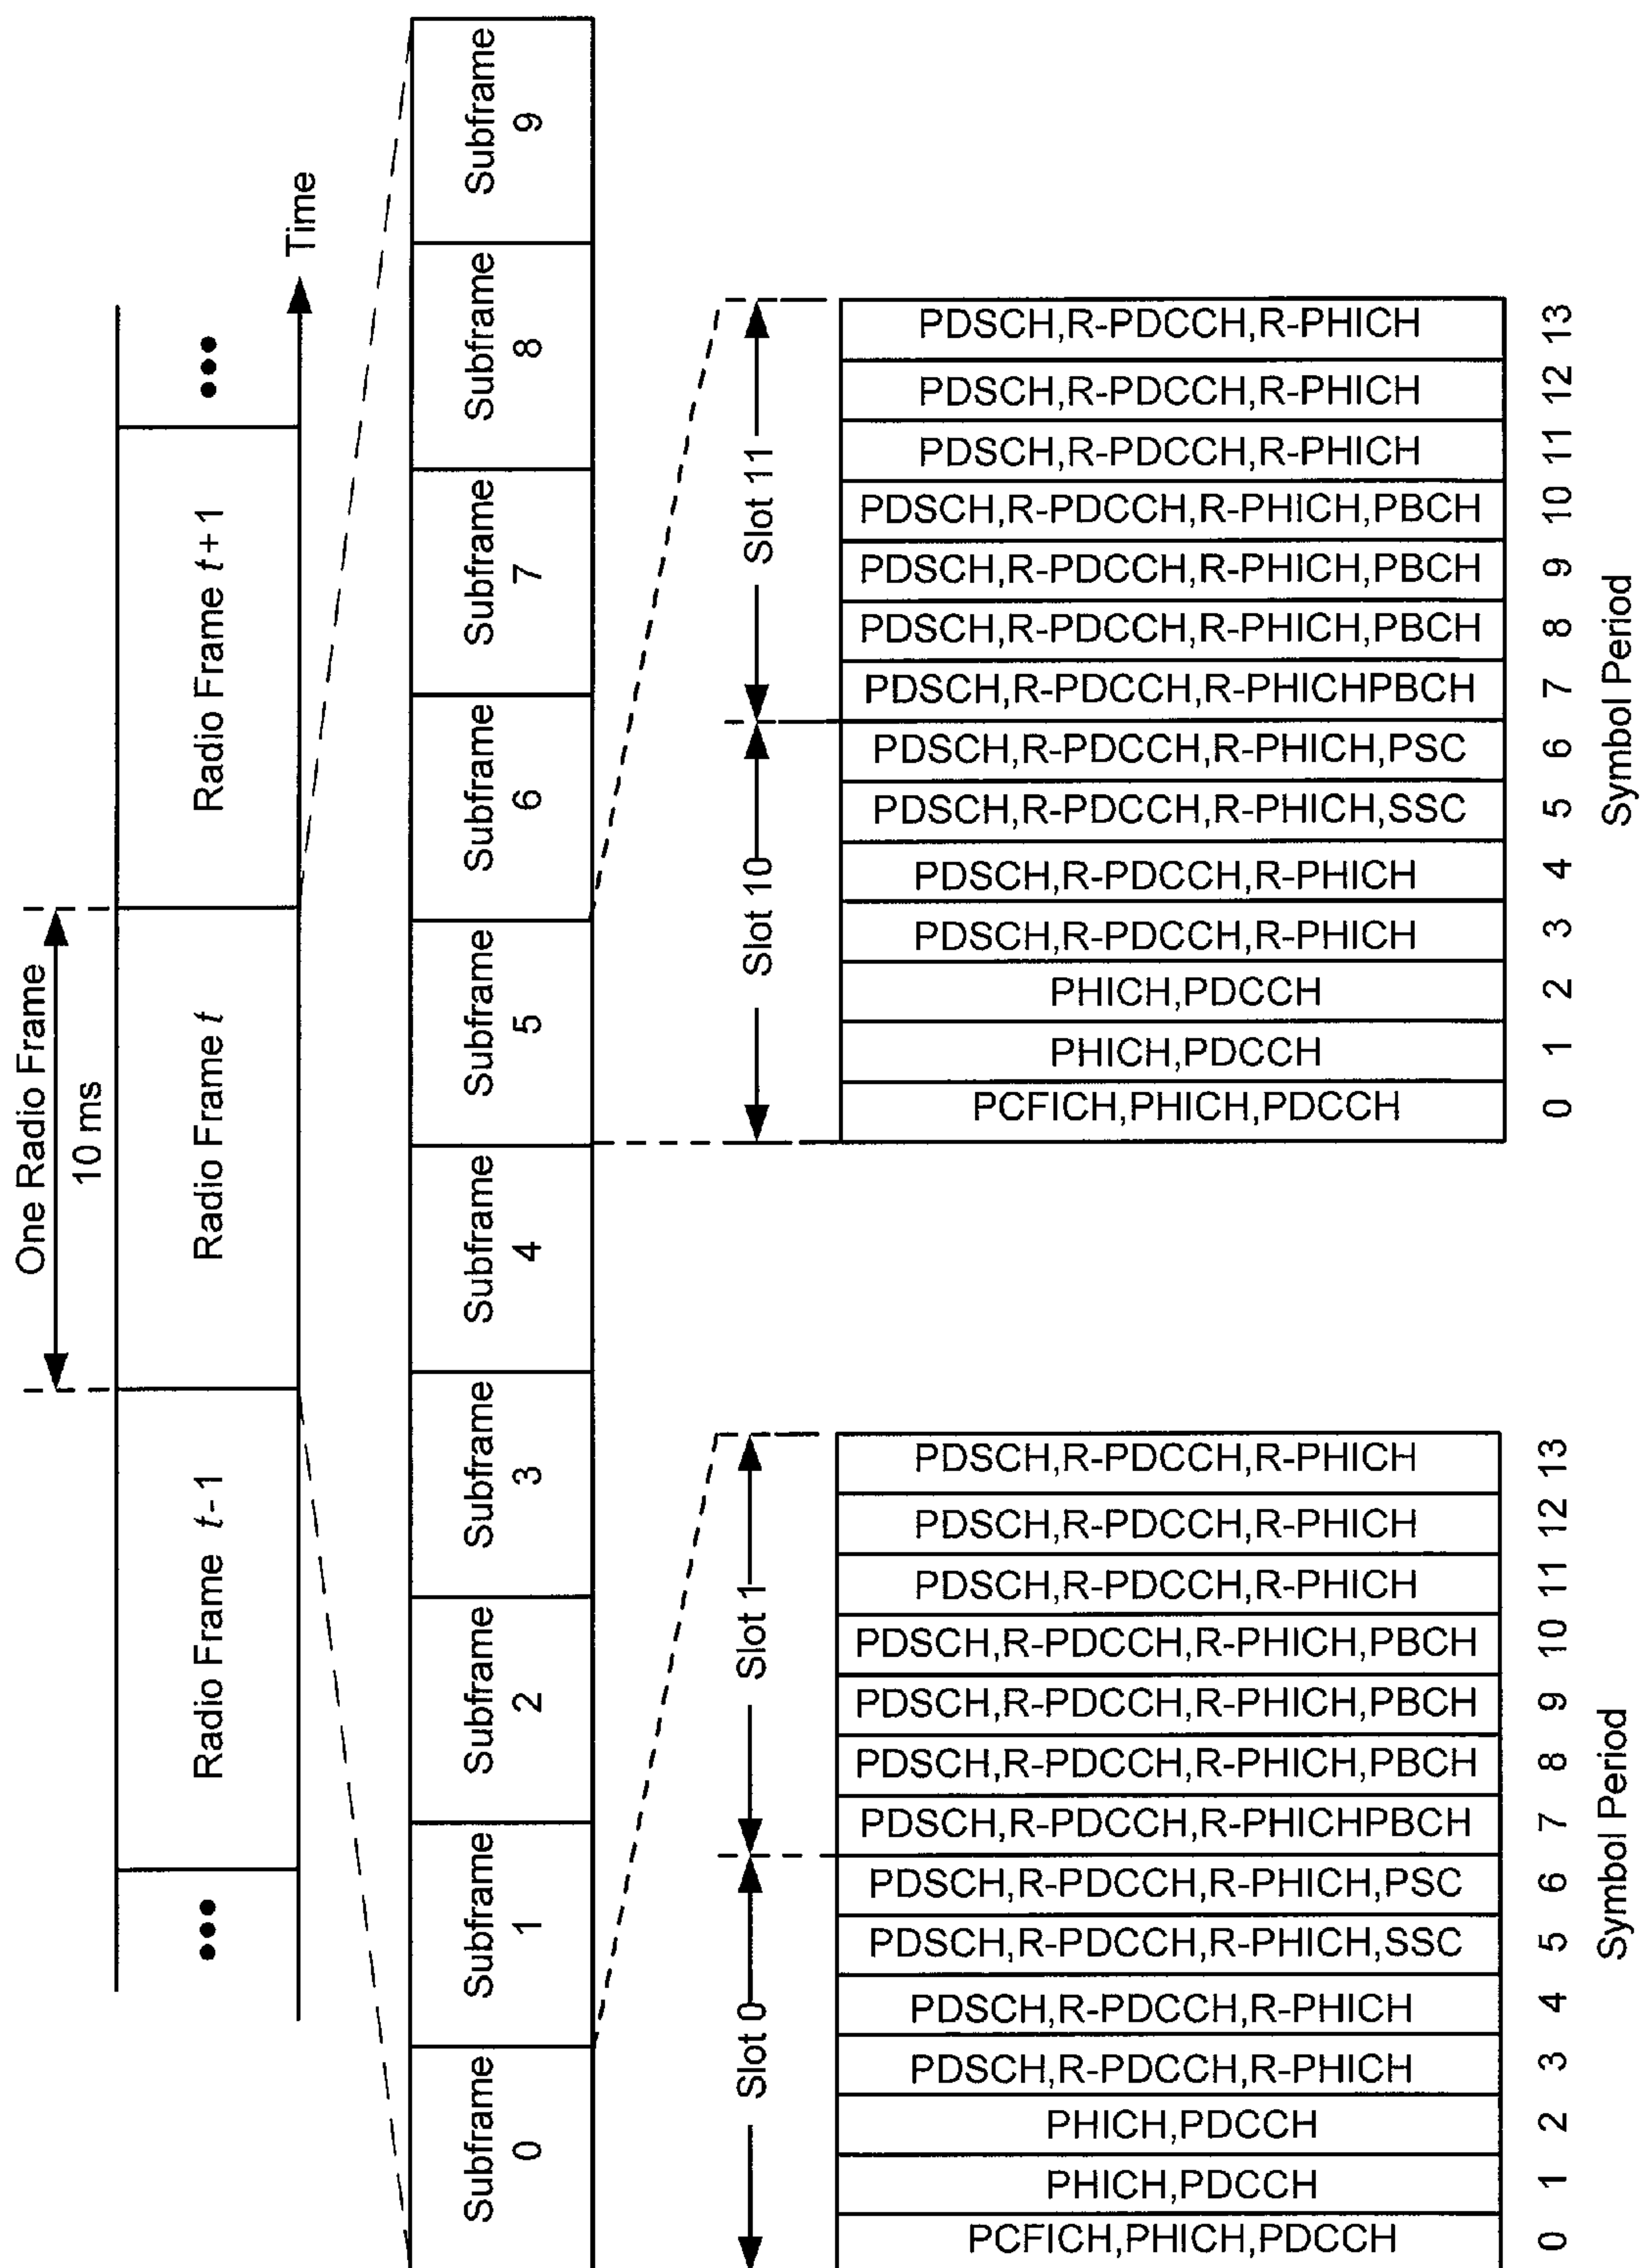 One Radio Frame
10 ms
•••
Radio Frame t-1
Radio Frame t
Radio Frame t+1
•••
Time
Subframe
0
Subframe
1
Subframe
2
Subframe
3
Subframe
4
Subframe
5
Subframe
6
Subframe
7
Subframe
8
Subframe
9
Slot 0
Slot 1
PCFICH,PHICH,PDCCH
PHICH,PDCCH
PHICH,PDCCH
PDSCH,R-PDCCH,R-PHICH
PDSCH,R-PDCCH,R-PHICH
PDSCH,R-PDCCH,R-PHICH,SSC
PDSCH,R-PDCCH,R-PHICH,PSC
PDSCH,R-PDCCH,R-PHICHPBCH
PDSCH,R-PDCCH,R-PHICH,PBCH
PDSCH,R-PDCCH,R-PHICH,PBCH
PDSCH,R-PDCCH,R-PHICH,PBCH
PDSCH,R-PDCCH,R-PHICH
PDSCH,R-PDCCH,R-PHICH
PDSCH,R-PDCCH,R-PHICH
0 1 2 3 4 5 6 7 8 9 10 11 12 13
Symbol Period
Slot 10
Slot 11
PCFICH,PHICH,PDCCH
PHICH,PDCCH
PHICH,PDCCH
PDSCH,R-PDCCH,R-PHICH
PDSCH,R-PDCCH,R-PHICH
PDSCH,R-PDCCH,R-PHICH,SSC
PDSCH,R-PDCCH,R-PHICH,PSC
PDSCH,R-PDCCH,R-PHICHPBCH
PDSCH,R-PDCCH,R-PHICH,PBCH
PDSCH,R-PDCCH,R-PHICH,PBCH
PDSCH,R-PDCCH,R-PHICH,PBCH
PDSCH,R-PDCCH,R-PHICH
PDSCH,R-PDCCH,R-PHICH
PDSCH,R-PDCCH,R-PHICH
0 1 2 3 4 5 6 7 8 9 10 11 12 13
Symbol Period